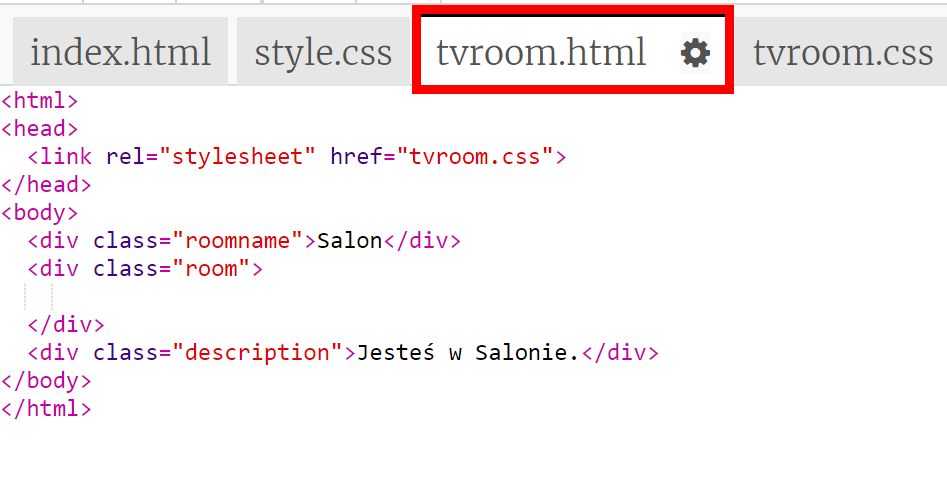 index.html style.css tvroom.html tvroom.css
<html>
<head>
  <link rel="stylesheet" href="tvroom.css">
</head>
<body>
  <div class="roomname">Salon</div>
  <div class="room">

  </div>
  <div class="description">Jesteś w Salonie.</div>
</body>
</html>